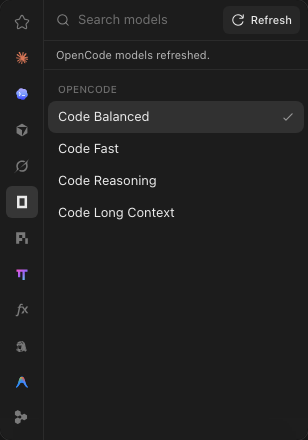 Search models
Refresh
OpenCode models refreshed.
OPENCODE
Code Balanced
Code Fast
Code Reasoning
Code Long Context